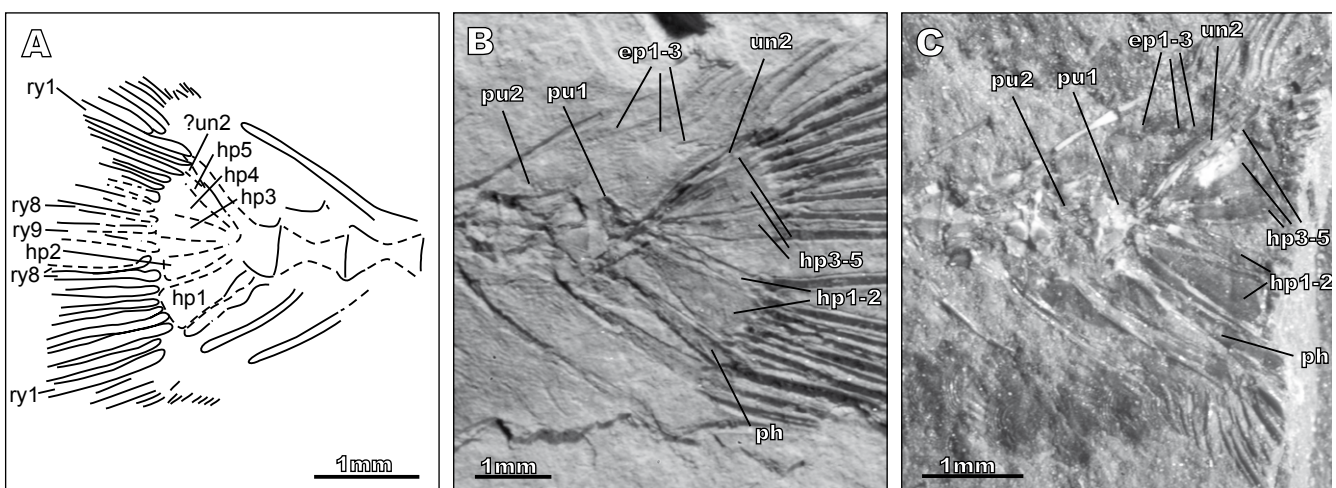 A
ry1
?un2
hp5
hp4
hp3
ry8
ry9
hp2
ry8
hp1
ry1
1mm
B
ep1-3
un2
pu2
pu1
hp3-5
hp1-2
ph
1mm
C
ep1-3
un2
pu2
pu1
hp3-5
hp1-2
ph
1mm